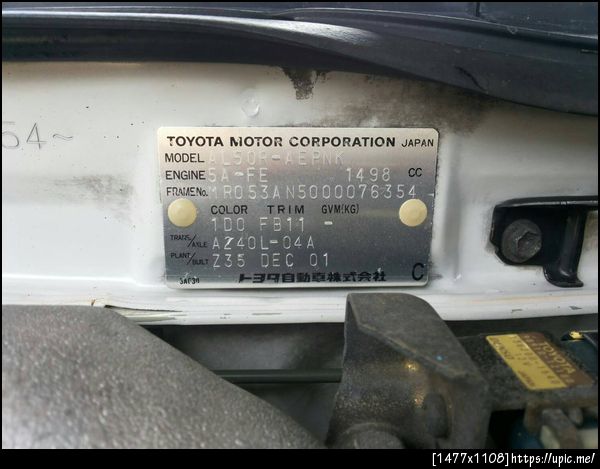 54~
TOYOTA MOTOR CORPORATION JAPAN
MODEL AL50R-AEPNK
ENGINE 5A-FE 1498 CC
FRAME No. MR053AN5000076354
COLOR TRIM GVM(KG)
1D0 FB11 -
TRANS/AXLE A240L-04A
PLANT/BUILT Z35 DEC 01
トヨタ自動車株式会社 C
[1477x1108]https://upic.me/